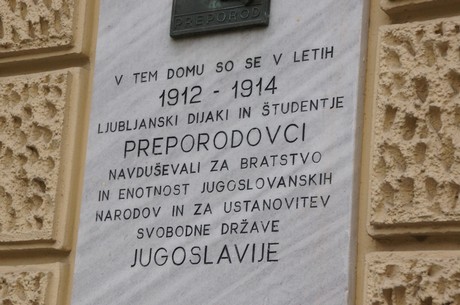 PREPOROD
V TEM DOMU SO SE V LETIH
1912 - 1914
LJUBLJANSKI DIJAKI IN ŠTUDENTJE
PREPORODOVCI
NAVDUŠEVALI ZA BRATSTVO
IN ENOTNOST JUGOSLOVANSKIH
NARODOV IN ZA USTANOVITEV
SVOBODNE DRŽAVE
JUGOSLAVIJE